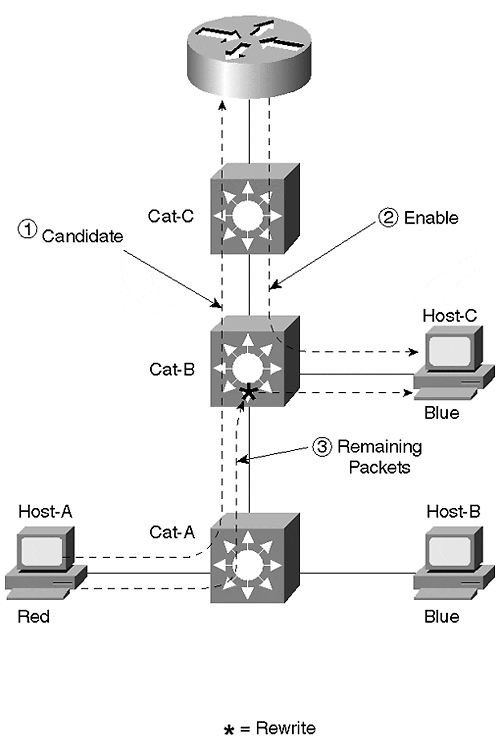 Cat-C
① Candidate
② Enable
Host-C
Cat-B
Blue
③ Remaining
Packets
Host-A
Cat-A
Host-B
Red
Blue
* = Rewrite